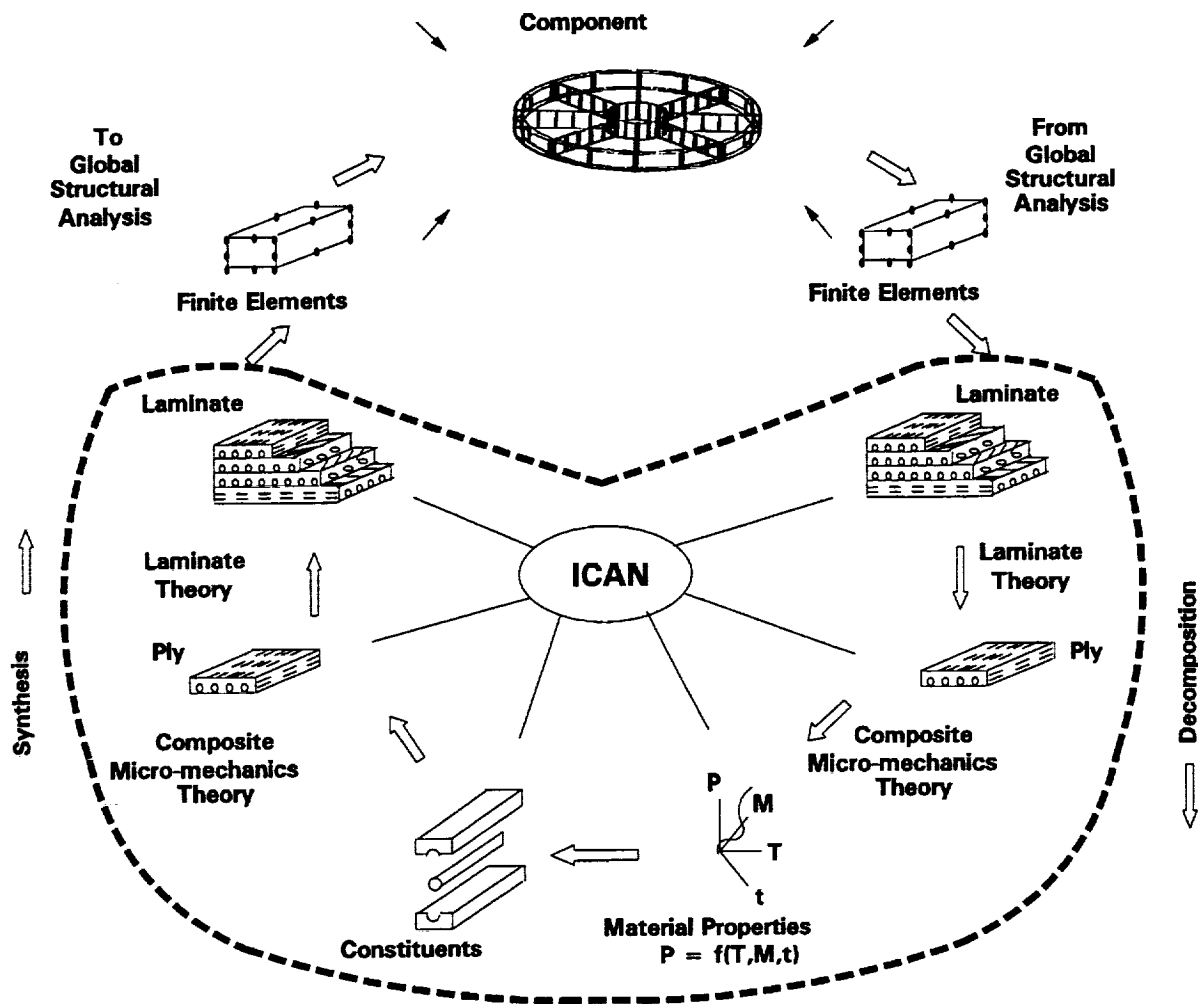 Component
To
Global
Structural
Analysis
From
Global
Structural
Analysis
Finite Elements
Finite Elements
Laminate
Laminate
ICAN
Laminate
Theory
Laminate
Theory
Ply
Ply
Synthesis
Decomposition
Composite
Micro-mechanics
Theory
Composite
Micro-mechanics
Theory
P
M
T
t
Constituents
Material Properties
P = f(T,M,t)